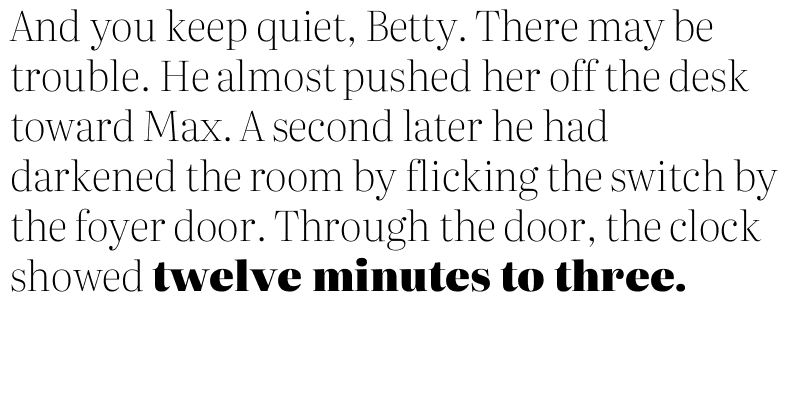 And you keep quiet, Betty. There may be
trouble. He almost pushed her off the desk
toward Max. A second later he had
darkened the room by flicking the switch by
the foyer door. Through the door, the clock
showed twelve minutes to three.